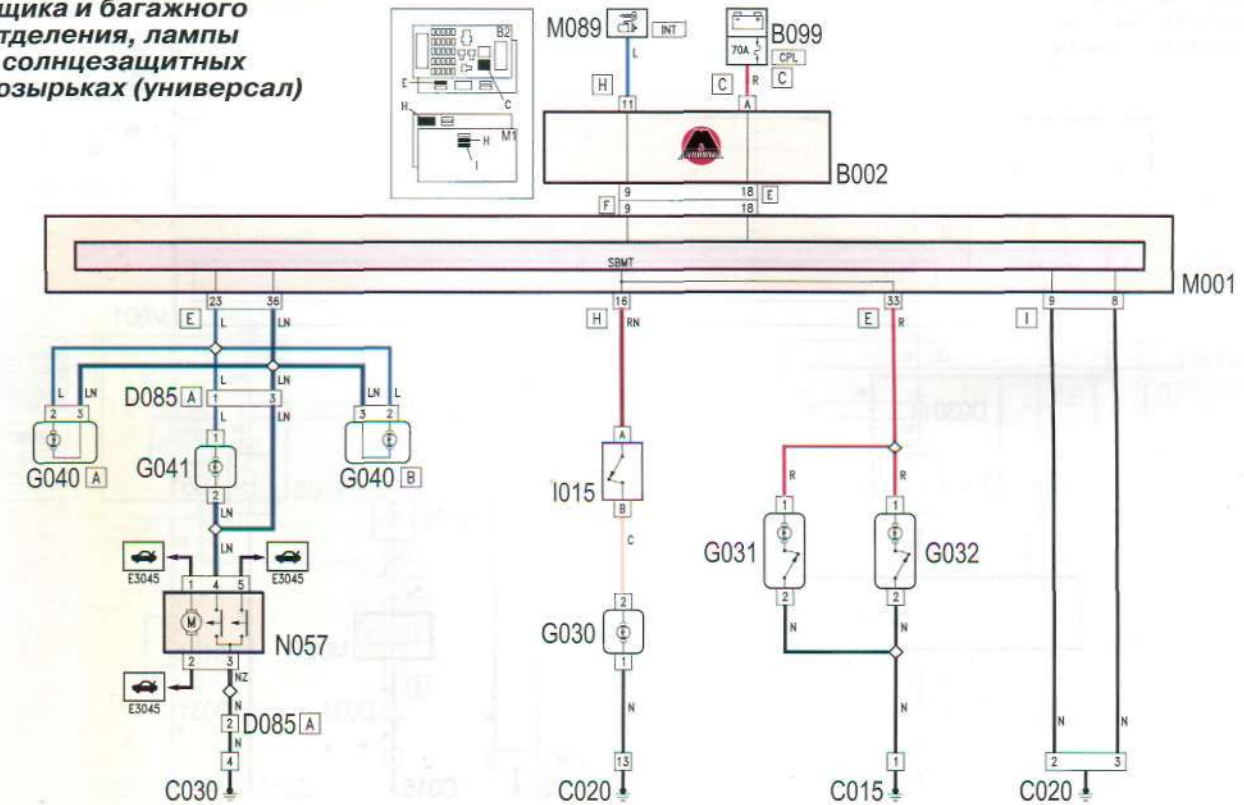 щика и багажного
тделения, лампы
солнцезащитных
озырьках (универсал)
B2
E
C
H
M1
H
I
M089
INT
L
H
11
B099
70A
CPL
C
R
C
A
B002
9
18
E
F
9
18
SBMT
M001
23
36
16
33
9
8
E
L
LN
H
RN
E
R
I
L
LN
L
LN
LN
L
D085
A
1
3
2
3
3
2
L
LN
G040
A
G041
1
2
G040
B
LN
LN
E3045
E3045
1
4
5
M
N057
2
3
E3045
NZ
N
2
D085
A
N
4
C030
A
I015
B
C
2
G030
1
N
13
C020
R
R
1
1
G031
G032
2
2
N
N
N
1
C015
N
N
2
3
C020